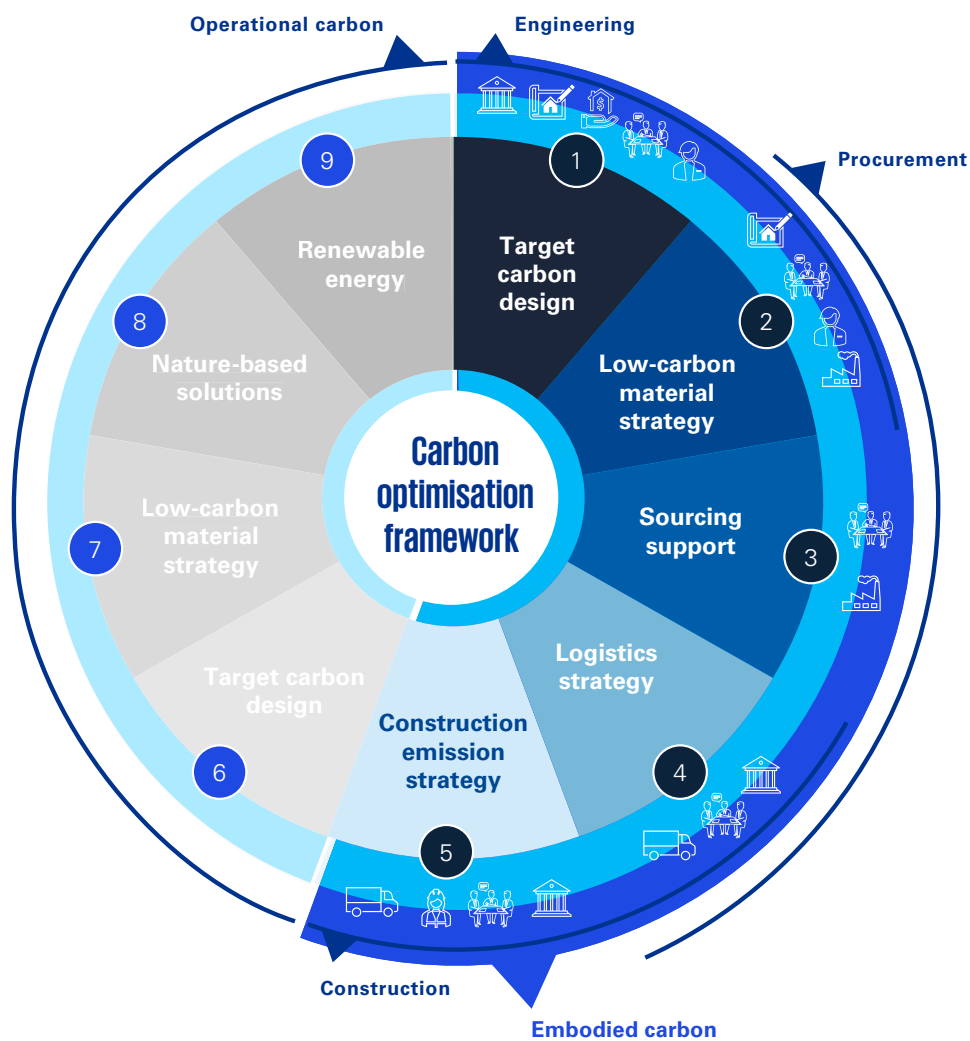 Operational carbon
Engineering
Procurement
1
Target
carbon
design
2
Low-carbon
material
strategy
3
Sourcing
support
4
Logistics
strategy
5
Construction
emission
strategy
6
Target carbon
design
7
Low-carbon
material
strategy
8
Nature-based
solutions
9
Renewable
energy
Carbon
optimisation
framework
Construction
Embodied carbon